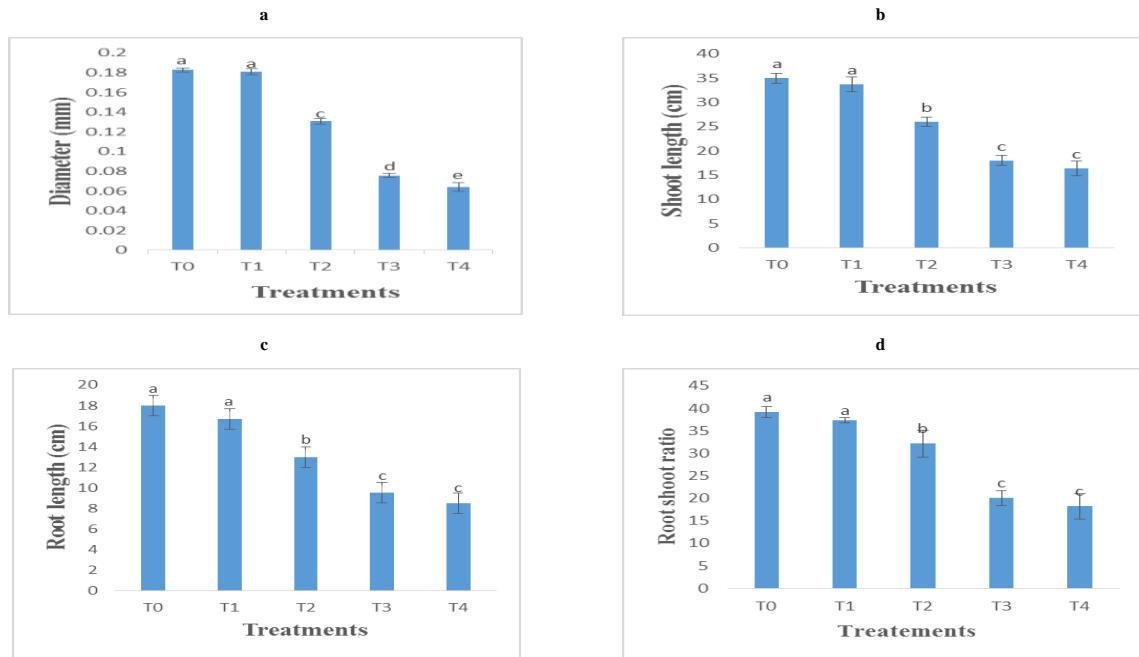 a
Diameter (mm)
0.2
0.18
0.16
0.14
0.12
0.1
0.08
0.06
0.04
0.02
0
a
a
c
d
e
T0 T1 T2 T3 T4
Treatments
b
Shoot length (cm)
40
35
30
25
20
15
10
5
0
a
a
b
c
c
T0 T1 T2 T3 T4
Treatments
c
Root length (cm)
20
18
16
14
12
10
8
6
4
2
0
a
a
b
c
c
T0 T1 T2 T3 T4
Treatments
d
Root shoot ratio
45
40
35
30
25
20
15
10
5
0
a
a
b
c
c
T0 T1 T2 T3 T4
Treatements